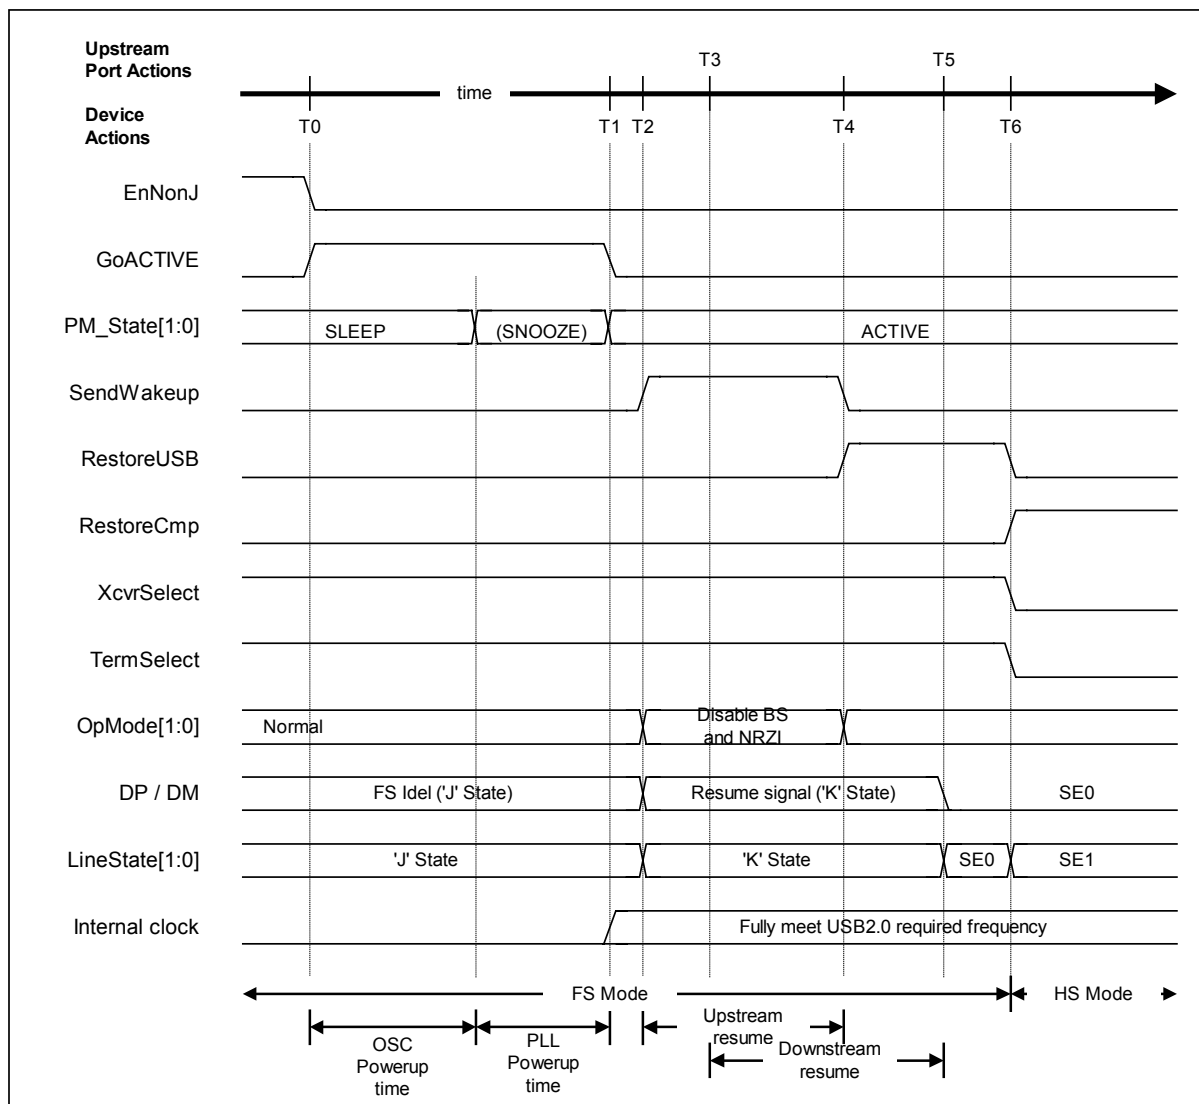 Upstream
Port Actions
T3
T5
time
Device
Actions
T0
T1
T2
T4
T6
EnNonJ
GoACTIVE
PM_State[1:0]
SLEEP
(SNOOZE)
ACTIVE
SendWakeup
RestoreUSB
RestoreCmp
XcvrSelect
TermSelect
OpMode[1:0]
Normal
Disable BS
and NRZI
DP / DM
FS Idel ('J' State)
Resume signal ('K' State)
SE0
LineState[1:0]
'J' State
'K' State
SE0
SE1
Internal clock
Fully meet USB2.0 required frequency
FS Mode
HS Mode
OSC
Powerup
time
PLL
Powerup
time
Upstream
resume
Downstream
resume